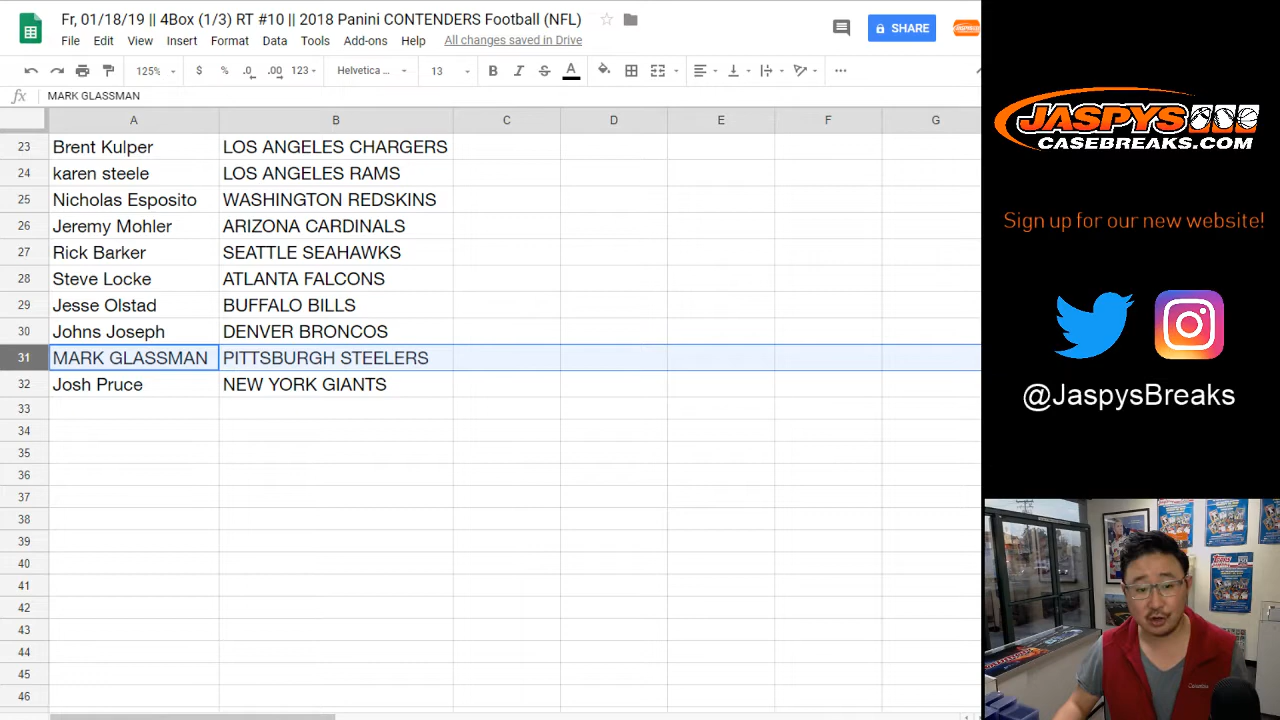 Fr, 01/18/19 || 4Box (1/3) RT #10 || 2018 Panini CONTENDERS Football (NFL)
File Edit View Insert Format Data Tools Add-ons Help All changes saved in Drive
SHARE
125% $ % .0 .00 123 Helvetica ... 13 B I S A
fx MARK GLASSMAN
A B C D E F G
23 Brent Kulper LOS ANGELES CHARGERS
24 karen steele LOS ANGELES RAMS
25 Nicholas Esposito WASHINGTON REDSKINS
26 Jeremy Mohler ARIZONA CARDINALS
27 Rick Barker SEATTLE SEAHAWKS
28 Steve Locke ATLANTA FALCONS
29 Jesse Olstad BUFFALO BILLS
30 Johns Joseph DENVER BRONCOS
31 MARK GLASSMAN PITTSBURGH STEELERS
32 Josh Pruce NEW YORK GIANTS
33
34
35
36
37
38
39
40
41
42
43
44
45
46
JASPYS
CASEBREAKS.COM
Sign up for our new website!
@JaspysBreaks
Columbia